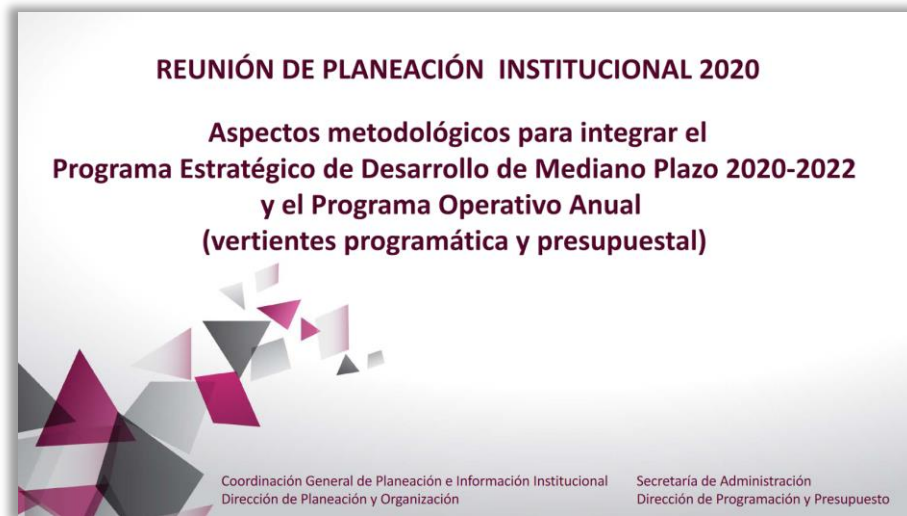 REUNIÓN DE PLANEACIÓN INSTITUCIONAL 2020
Aspectos metodológicos para integrar el
Programa Estratégico de Desarrollo de Mediano Plazo 2020-2022
y el Programa Operativo Anual
(vertientes programática y presupuestal)
Coordinación General de Planeación e Información Institucional
Dirección de Planeación y Organización
Secretaría de Administración
Dirección de Programación y Presupuesto